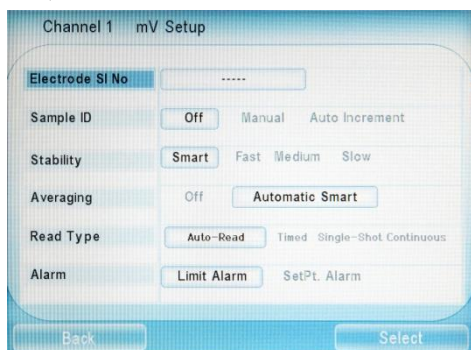 Channel 1 mV Setup
Electrode SI No -----
Sample ID Off Manual Auto Increment
Stability Smart Fast Medium Slow
Averaging Off Automatic Smart
Read Type Auto-Read Timed Single-Shot Continuous
Alarm Limit Alarm SetPt. Alarm
Back Select